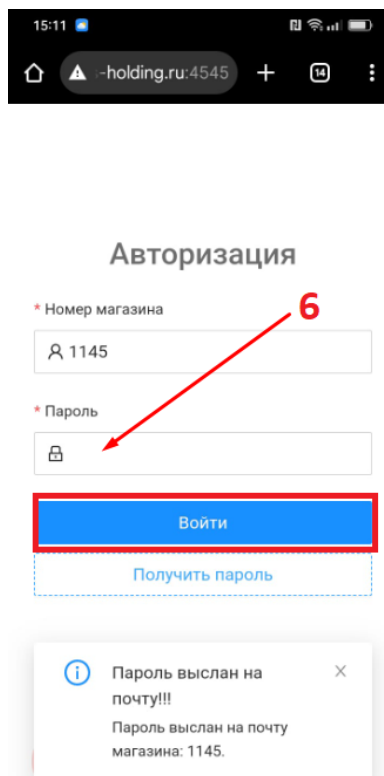 15:11
-holding.ru:4545
14
Авторизация
* Номер магазина
6
1145
* Пароль
Войти
Получить пароль
Пароль выслан на
почту!!!
Пароль выслан на почту
магазина: 1145.